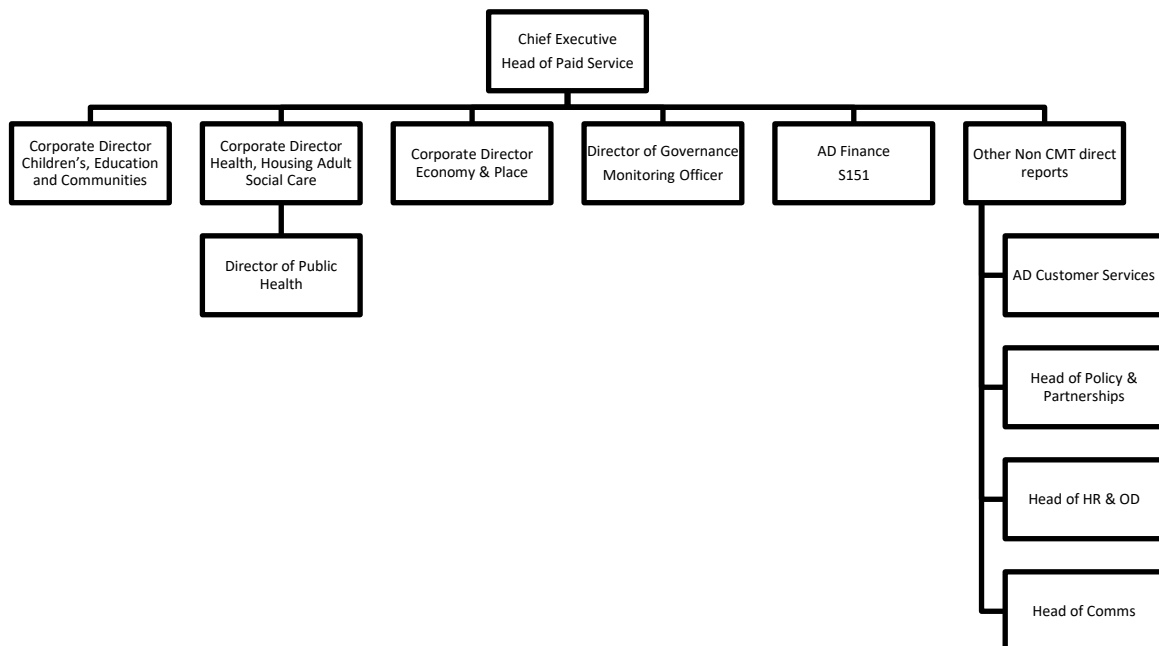 Chief Executive
Head of Paid Service
Corporate Director
Children's, Education
and Communities
Corporate Director
Health, Housing Adult
Social Care
Corporate Director
Economy & Place
Director of Governance
Monitoring Officer
AD Finance
S151
Other Non CMT direct
reports
Director of Public
Health
AD Customer Services
Head of Policy &
Partnerships
Head of HR & OD
Head of Comms